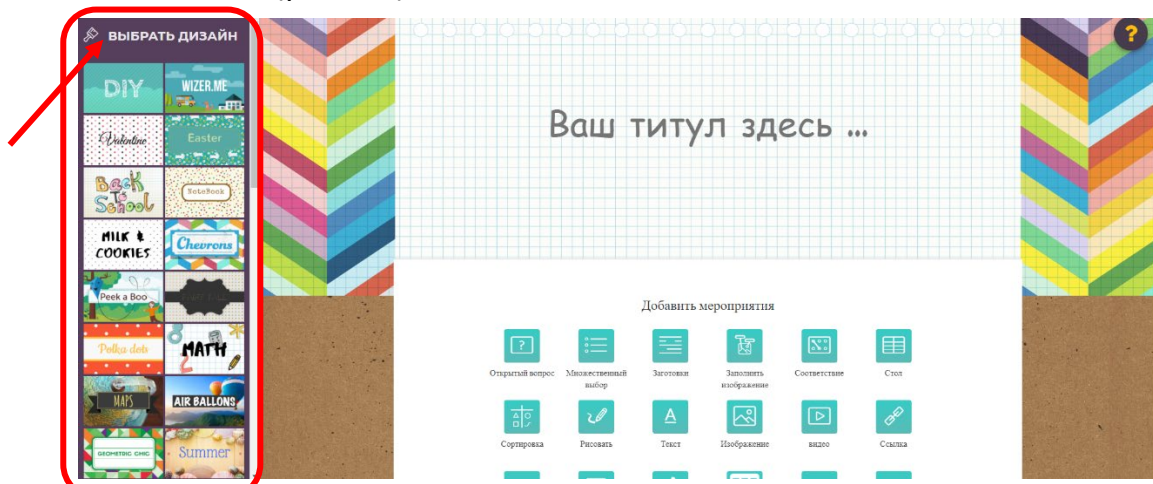 ВЫБРАТЬ ДИЗАЙН
?
DIY
WIZER.ME
Valentine
Easter
Back
To
School
NoteBook
MILK &
COOKIES
Chevrons
Peek a Boo
Polka dots
MATH
MAPS
AIR BALLONS
GEOMETRIC CHIC
Summer
Ваш титул здесь ...
Добавить мероприятия
Открытый вопрос
Множественный
выбор
Заготовки
Заполнить
изображение
Соответствие
Стол
Сортировка
Рисовать
Текст
Изображение
видео
Ссылка